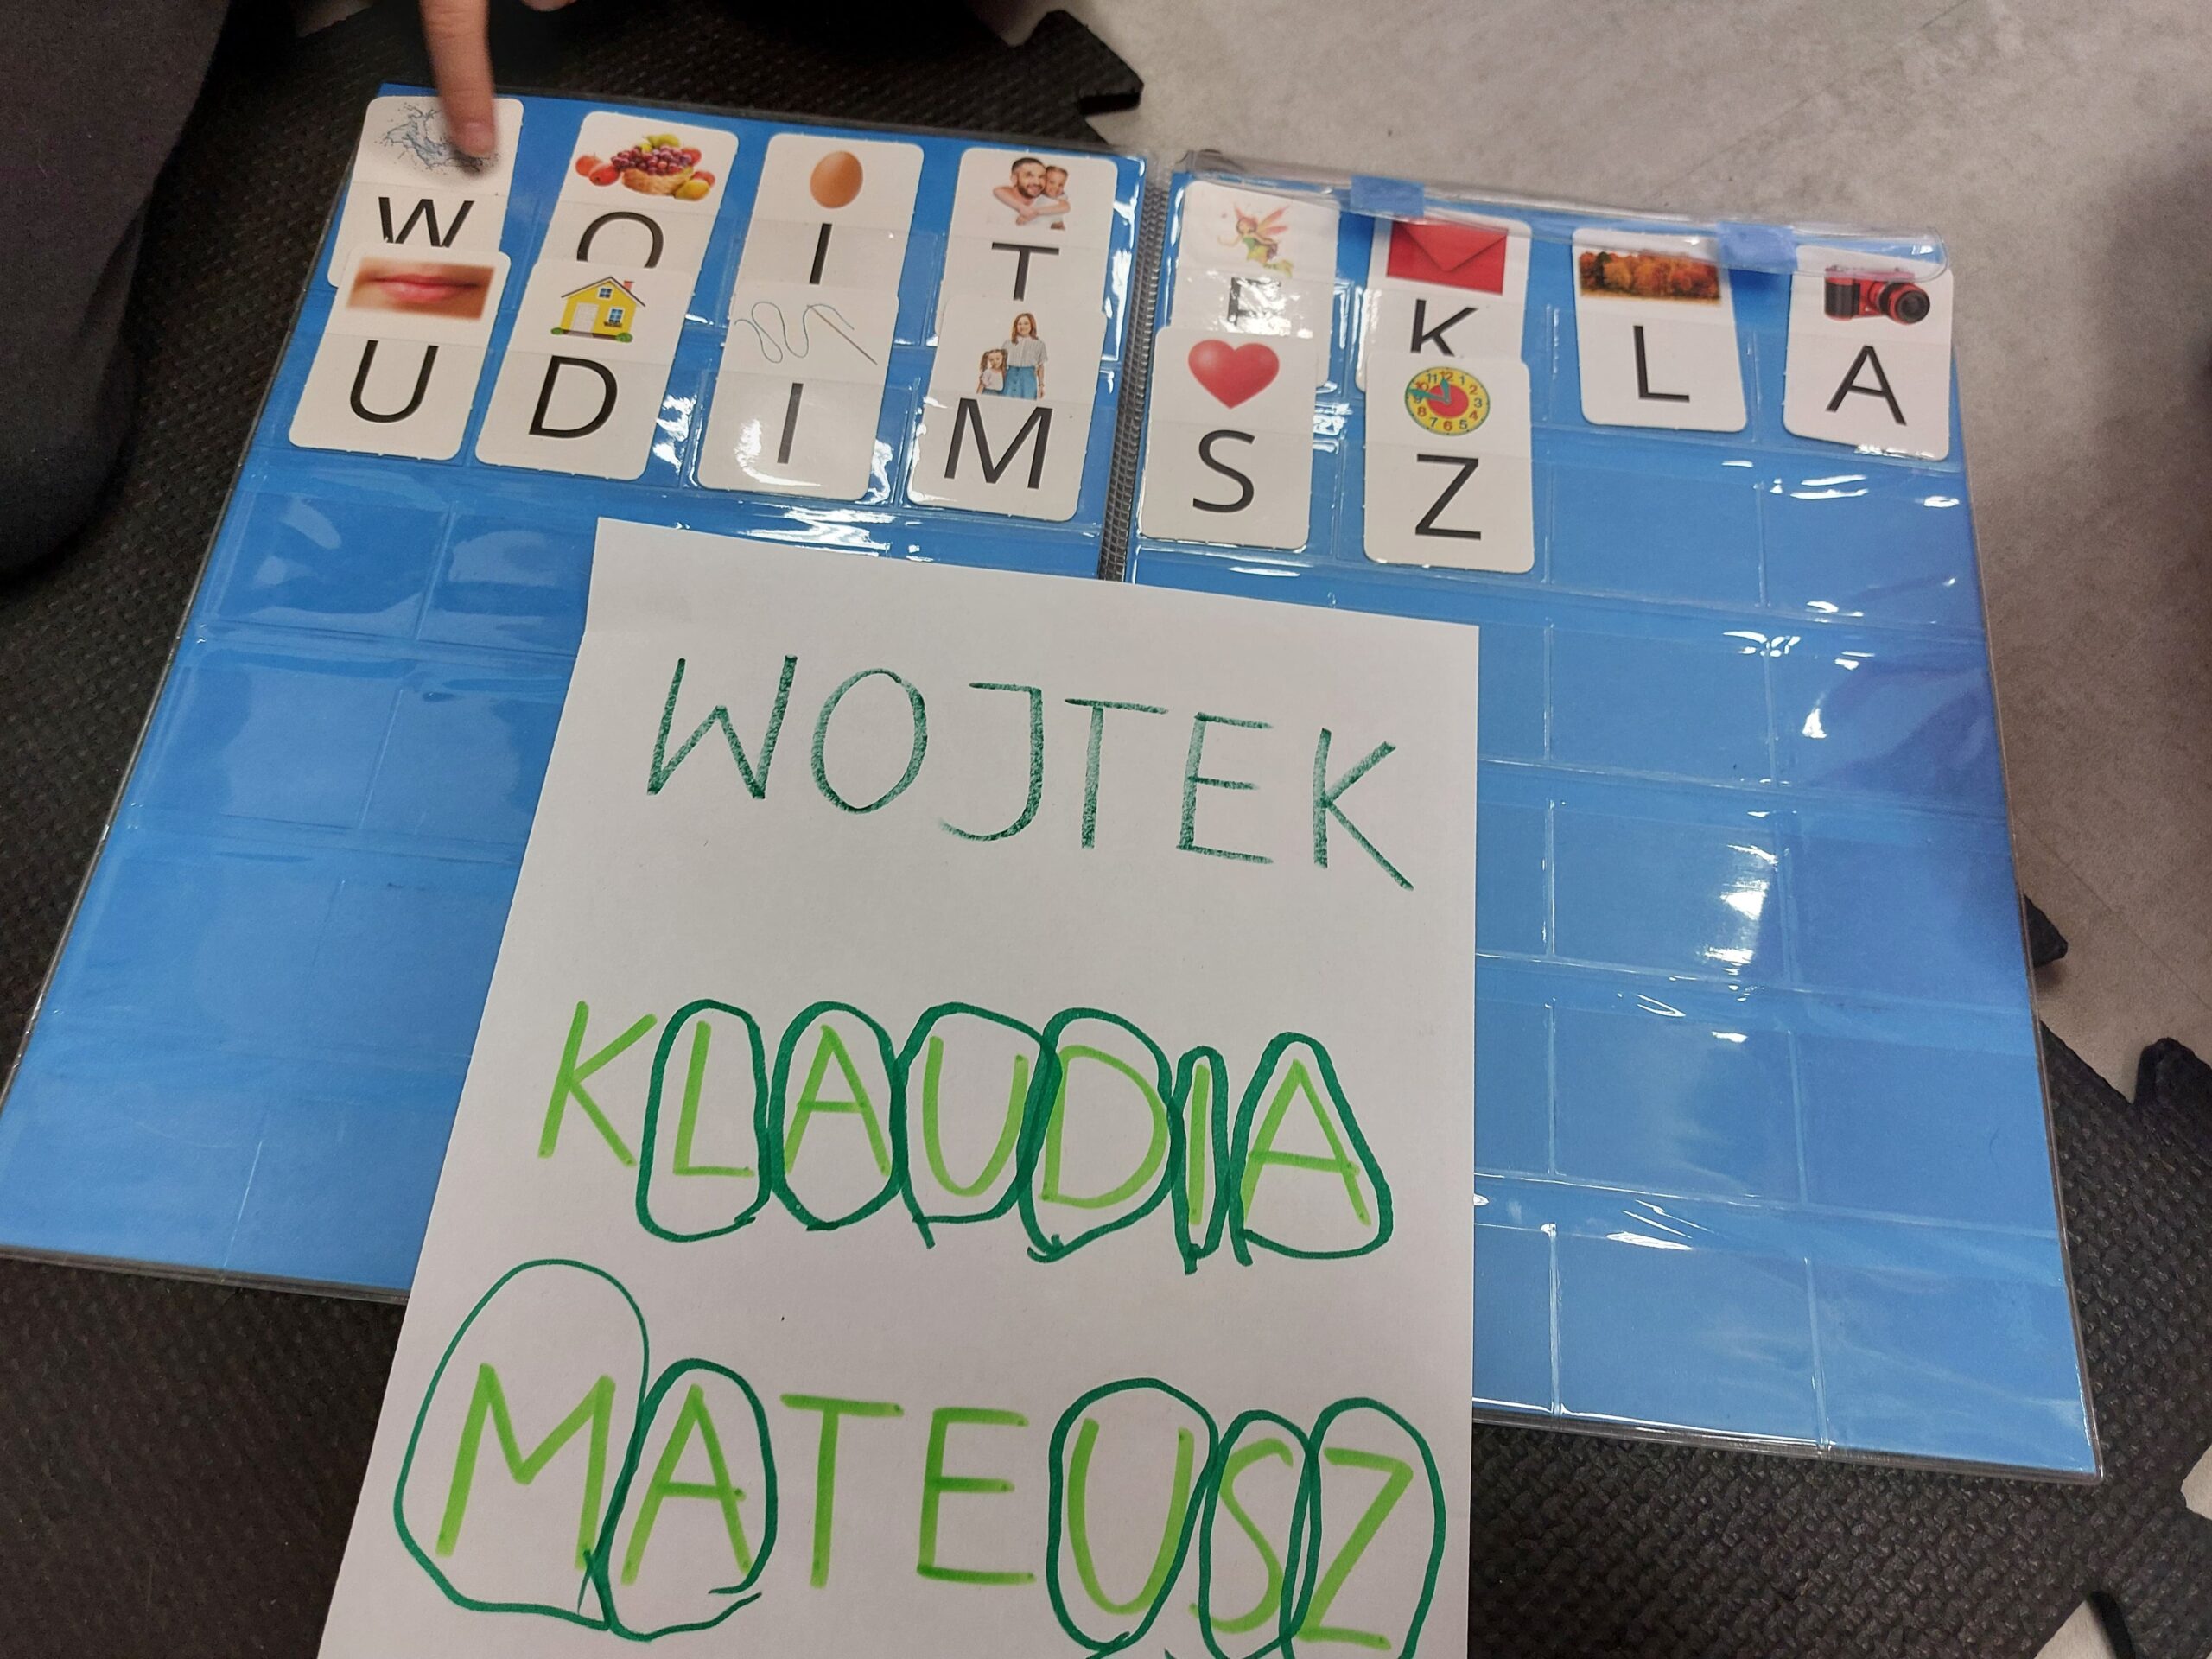 W O J T E K L A
U D I M S Z
WOJTEK
KLAUDIA
MATEUSZ